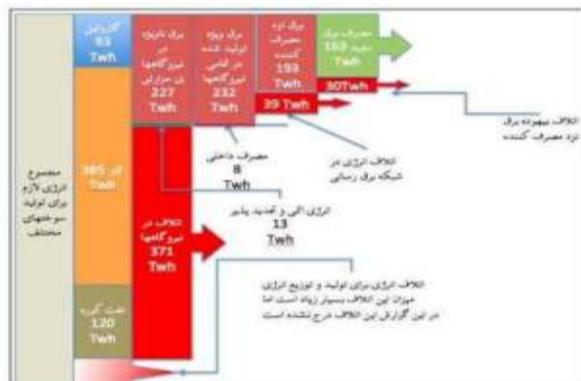 گازوئیل
93
Twh
گاز 385
Twh
نفت کوره
120
Twh
مجموع
انرژی لازم
برای تولید
سوختهای
مختلف
برق ناویژه
در
نیروگاهها
227
Twh
برق ویژه
تولید شده
در تمامی
نیروگاهها
232
Twh
برق نزد
مصرف
کننده
193
Twh
مصرف برق
مفید 163
Twh
30Twh
39 Twh
اتلاف بیهوده برق
نزد مصرف کننده
اتلاف انرژی در
شبکه برق رسانی
مصرف داخلی
8
Twh
انرژی آبی و تجدید پذیر
13
Twh
اتلاف در
نیروگاهها
371
Twh
اتلاف انرژی برای تولید و توزیع انرژی
میزان این اتلاف بسیار زیاد است اما
در این گزارش این اتلاف درج نشده است